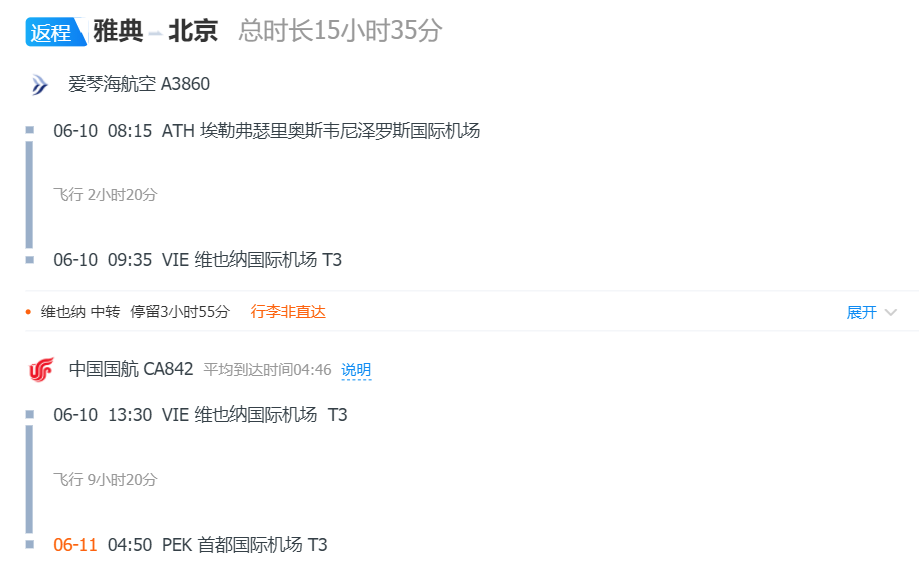 返程 雅典 – 北京 总时长15小时35分
爱琴海航空 A3860
06-10 08:15 ATH 埃勒弗瑟里奥斯韦尼泽罗斯国际机场
飞行 2小时20分
06-10 09:35 VIE 维也纳国际机场 T3
维也纳 中转 停留3小时55分 行李非直达 展开
中国国航 CA842 平均到达时间04:46 说明
06-10 13:30 VIE 维也纳国际机场 T3
飞行 9小时20分
06-11 04:50 PEK 首都国际机场 T3